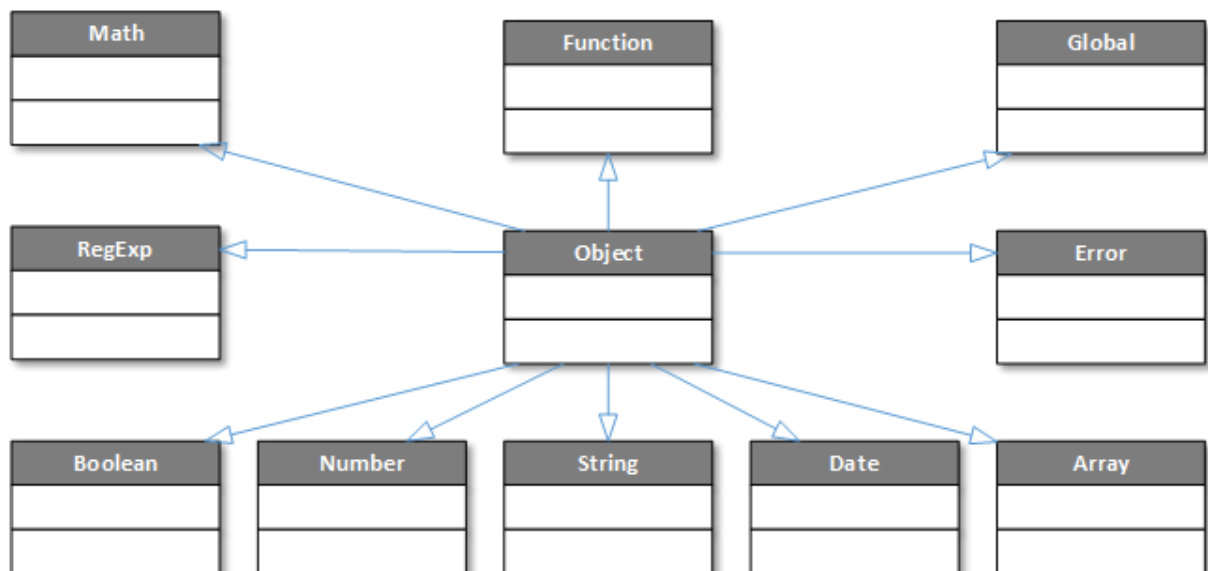 Math
Function
Global
RegExp
Object
Error
Boolean
Number
String
Date
Array